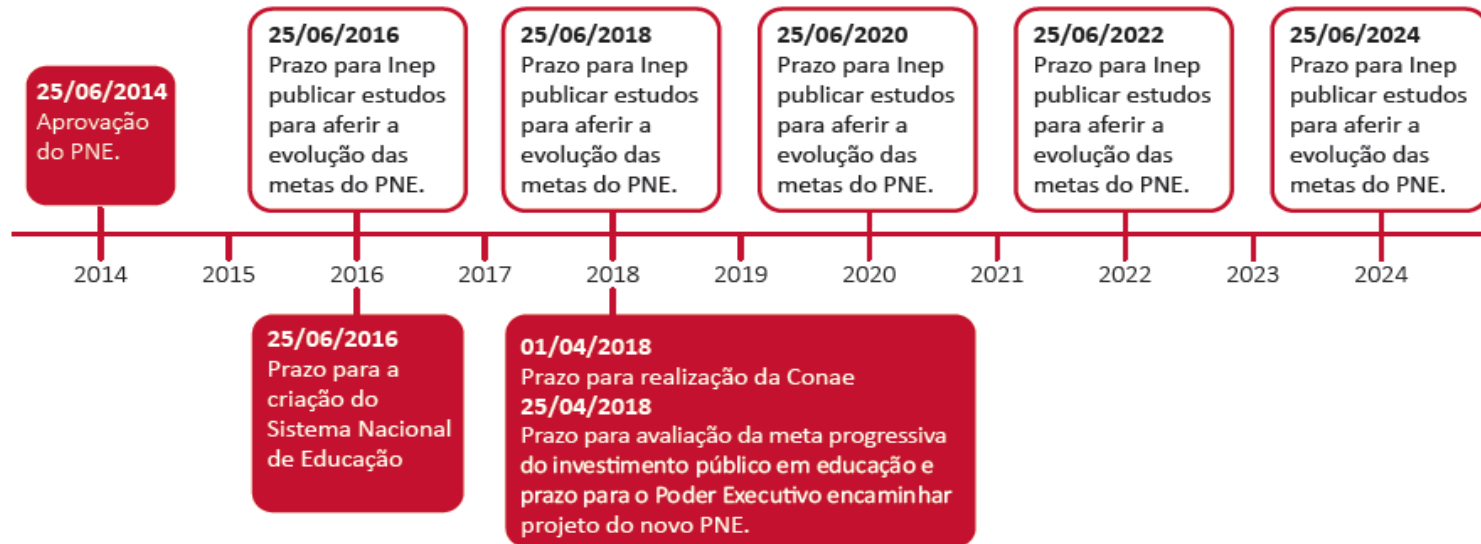 25/06/2014
Aprovação
do PNE.
25/06/2016
Prazo para Inep
publicar estudos
para aferir a
evolução das
metas do PNE.
25/06/2018
Prazo para Inep
publicar estudos
para aferir a
evolução das
metas do PNE.
25/06/2020
Prazo para Inep
publicar estudos
para aferir a
evolução das
metas do PNE.
25/06/2022
Prazo para Inep
publicar estudos
para aferir a
evolução das
metas do PNE.
25/06/2024
Prazo para Inep
publicar estudos
para aferir a
evolução das
metas do PNE.
2014 2015 2016 2017 2018 2019 2020 2021 2022 2023 2024
25/06/2016
Prazo para a
criação do
Sistema Nacional
de Educação
01/04/2018
Prazo para realização da Conae
25/04/2018
Prazo para avaliação da meta progressiva
do investimento público em educação e
prazo para o Poder Executivo encaminhar
projeto do novo PNE.